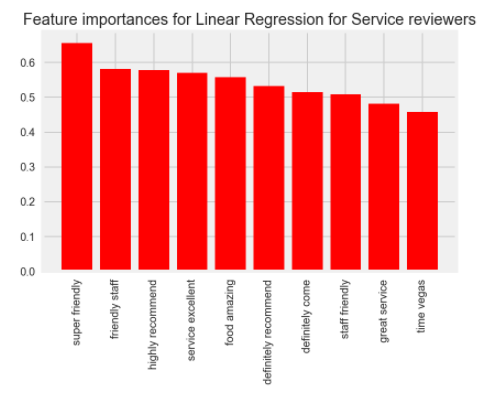 Feature importances for Linear Regression for Service reviewers
0.6
0.5
0.4
0.3
0.2
0.1
0.0
super friendly
friendly staff
highly recommend
service excellent
food amazing
definitely recommend
definitely come
staff friendly
great service
time vegas